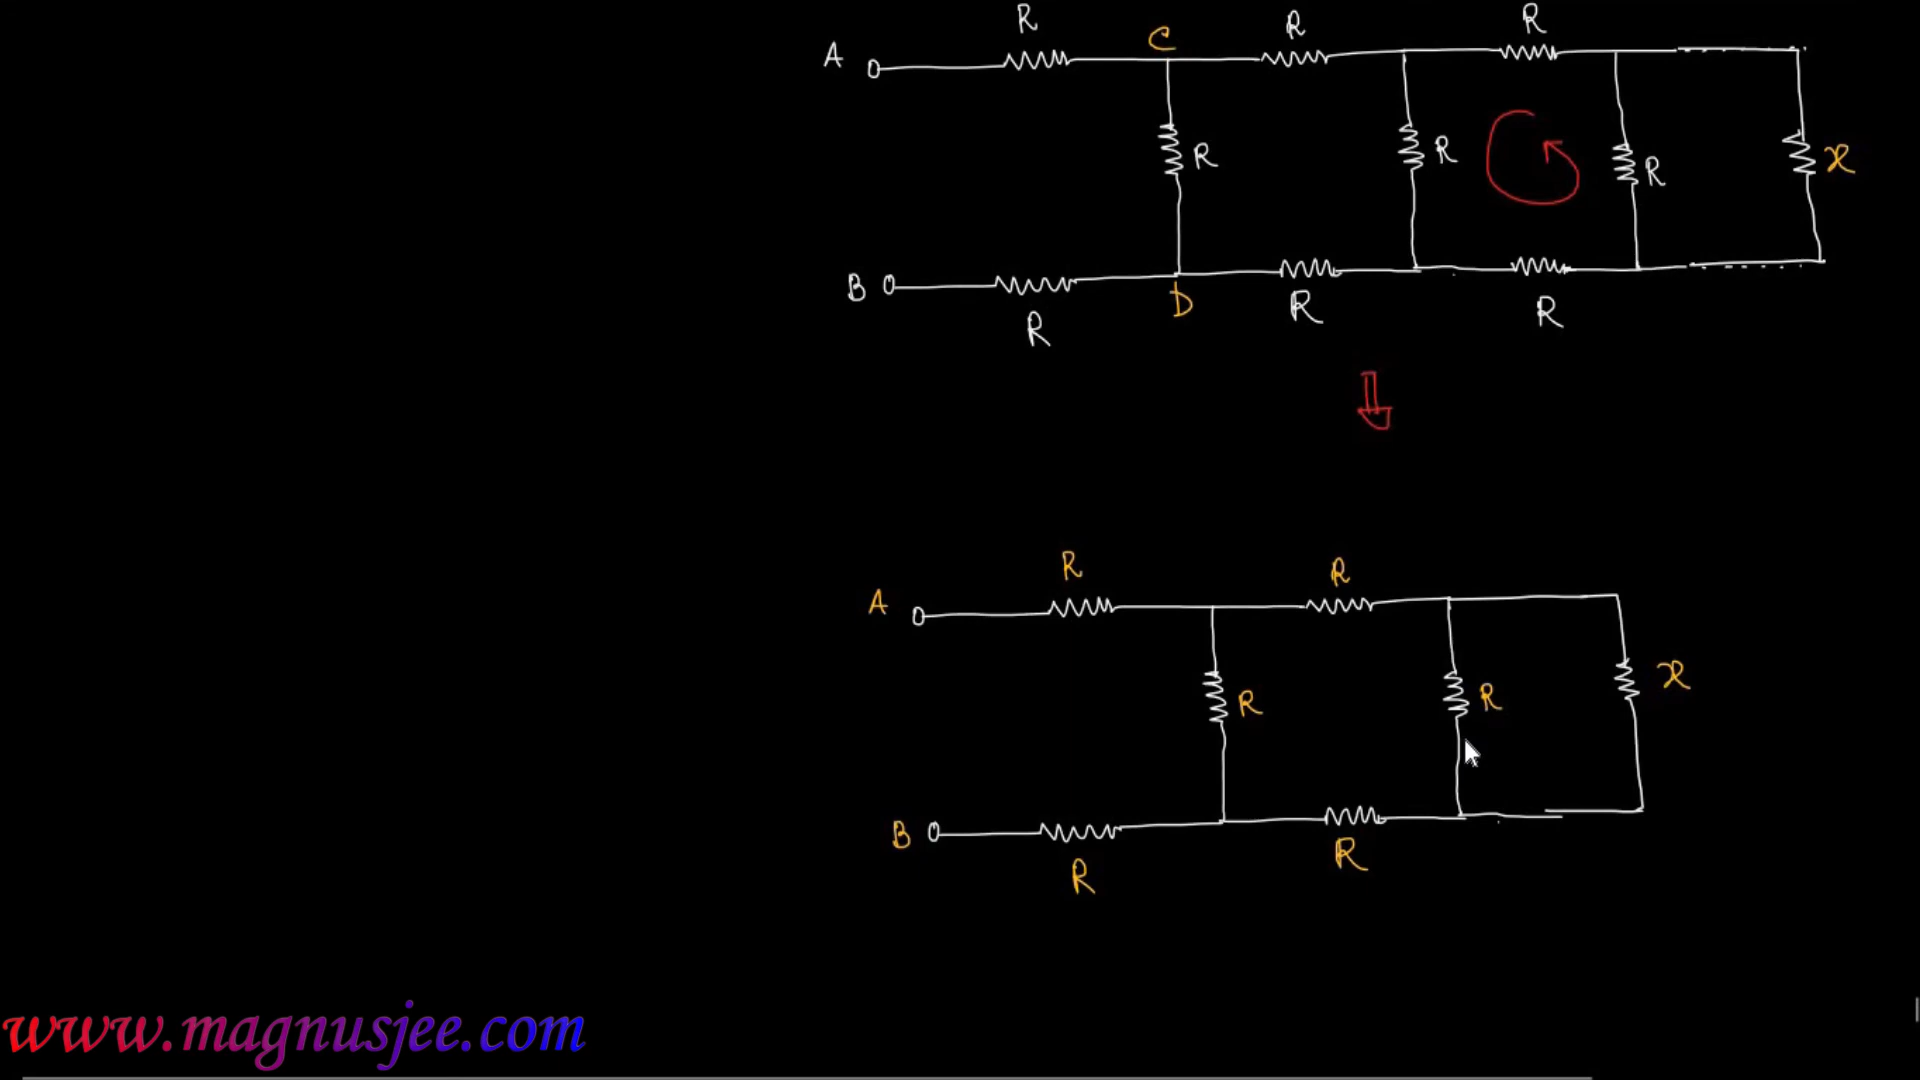 R R R
A C
R R R x
B D
R R R
R R
A
R R x
B
R R
www.magnusjee.com